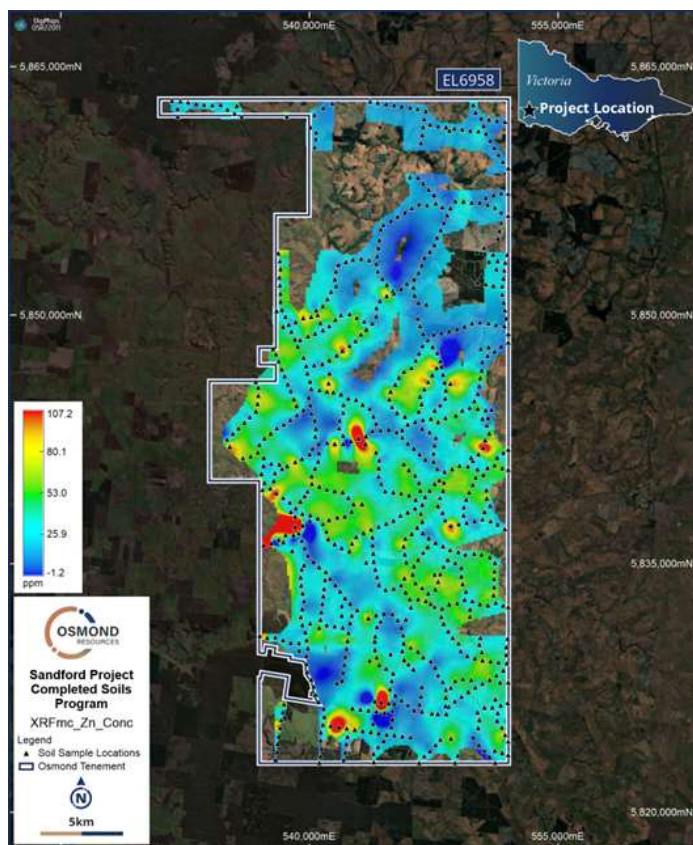 DigMaps
540,000mE
555,000mE
5,865,000mN
5,865,000mN
EL6958
Victoria
Project Location
5,850,000mN
5,850,000mN
107.2
80.1
53.0
25.9
-1.2
ppm
5,835,000mN
OSMOND
RESOURCES
Sandford Project
Completed Soils
Program
XRFmc_Zn_Conc
Legend
Soil Sample Locations
Osmond Tenement
N
5km
5,820,000mN
540,000mE
555,000mE